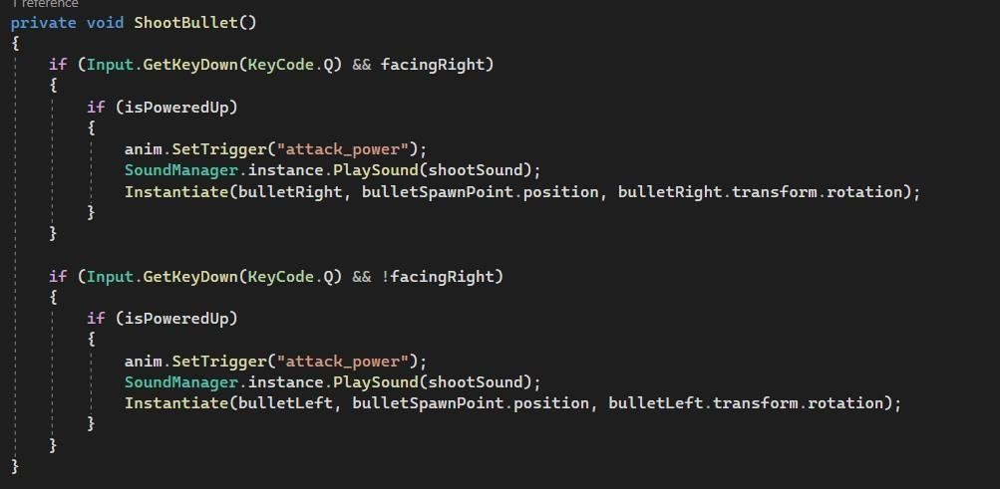 1 reference
private void ShootBullet()
{
if (Input.GetKeyDown(KeyCode.Q) && facingRight)
{
if (isPoweredUp)
{
anim.SetTrigger("attack_power");
SoundManager.instance.PlaySound(shootSound);
Instantiate(bulletRight, bulletSpawnPoint.position, bulletRight.transform.rotation);
}
}
if (Input.GetKeyDown(KeyCode.Q) && !facingRight)
{
if (isPoweredUp)
{
anim.SetTrigger("attack_power");
SoundManager.instance.PlaySound(shootSound);
Instantiate(bulletLeft, bulletSpawnPoint.position, bulletLeft.transform.rotation);
}
}
}